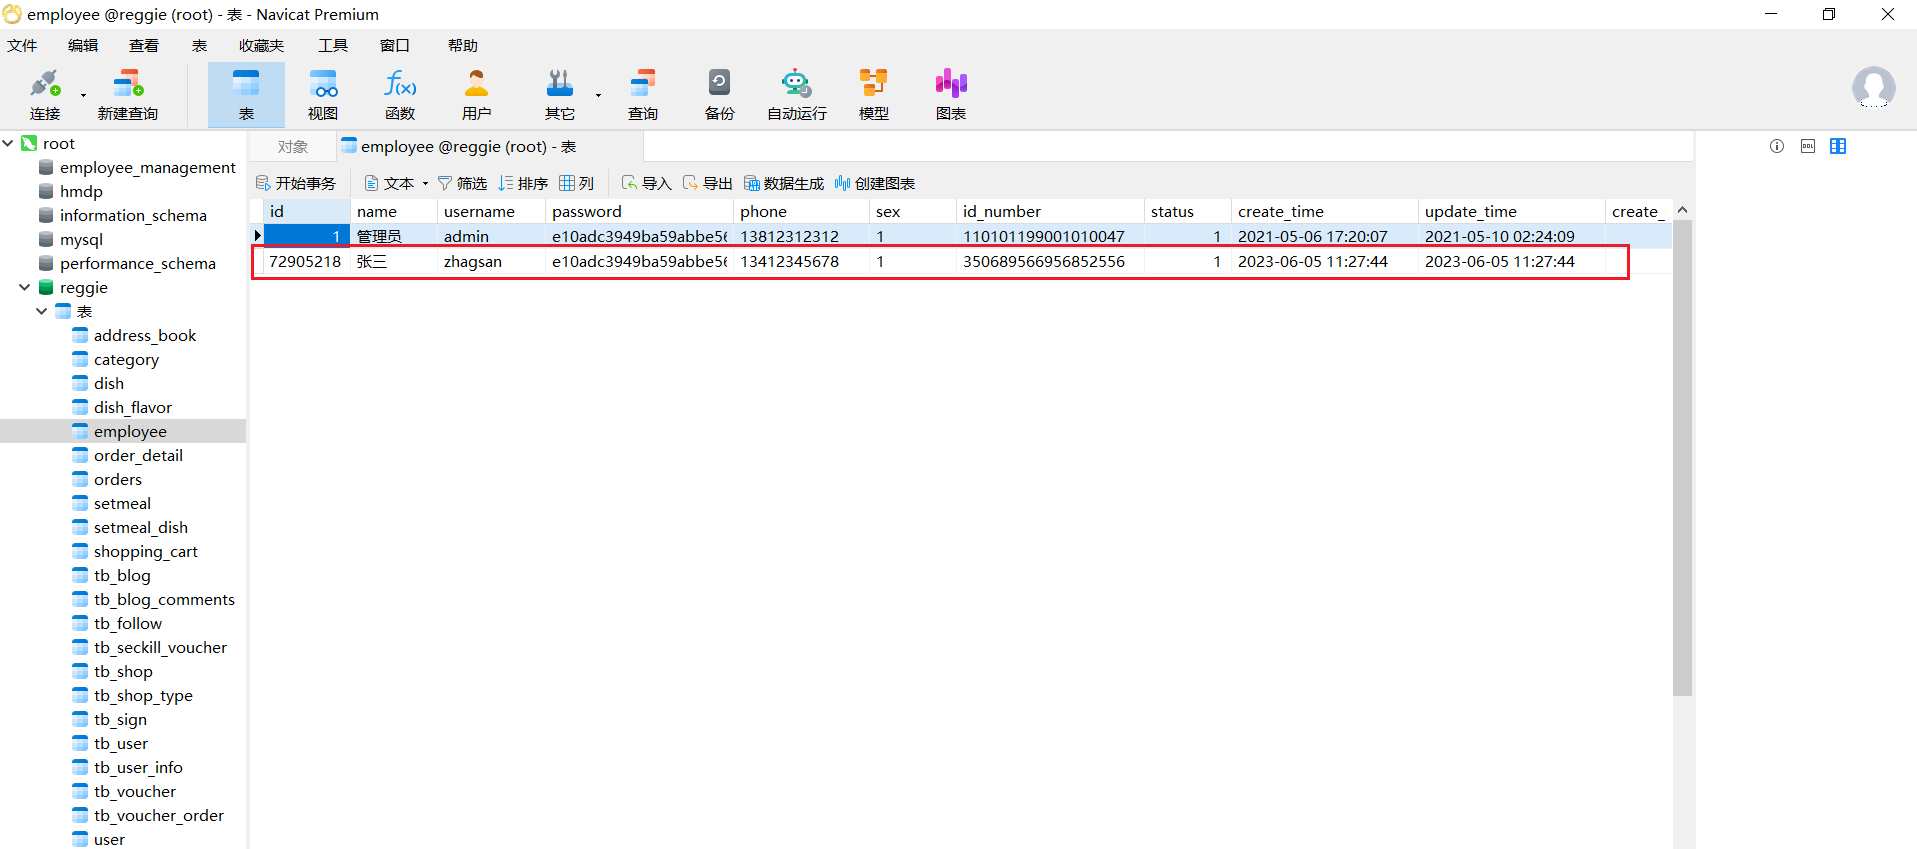 employee @reggie (root) - 表 - Navicat Premium
文件 编辑 查看 表 收藏夹 工具 窗口 帮助
连接 新建查询 表 视图 函数 用户 其它 查询 备份 自动运行 模型 图表
root
employee_management
hmdp
information_schema
mysql
performance_schema
reggie
表
address_book
category
dish
dish_flavor
employee
order_detail
orders
setmeal
setmeal_dish
shopping_cart
tb_blog
tb_blog_comments
tb_follow
tb_seckill_voucher
tb_shop
tb_shop_type
tb_sign
tb_user
tb_user_info
tb_voucher
tb_voucher_order
user
对象 employee @reggie (root) - 表
开始事务 文本 筛选 排序 列 导入 导出 数据生成 创建图表
id name username password phone sex id_number status create_time update_time create_
1 管理员 admin e10adc3949ba59abbe56 13812312312 1 110101199001010047 1 2021-05-06 17:20:07 2021-05-10 02:24:09
72905218 张三 zhagsan e10adc3949ba59abbe56 13412345678 1 350689566956852556 1 2023-06-05 11:27:44 2023-06-05 11:27:44